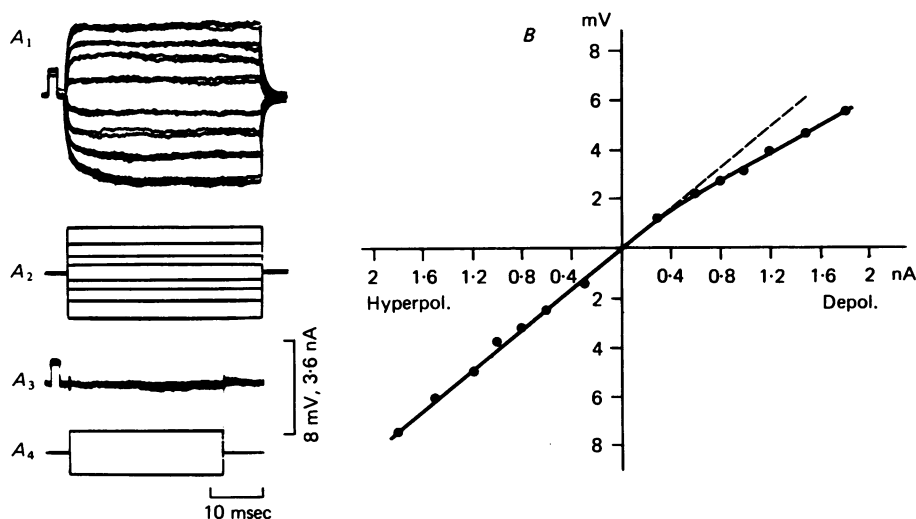 A1
A2
A3
A4
8 mV, 3·6 nA
10 msec
B
mV
8
6
4
2
2 1·6 1·2 0·8 0·4
0·4 0·8 1·2 1·6 2 nA
Hyperpol.
Depol.
2
4
6
8